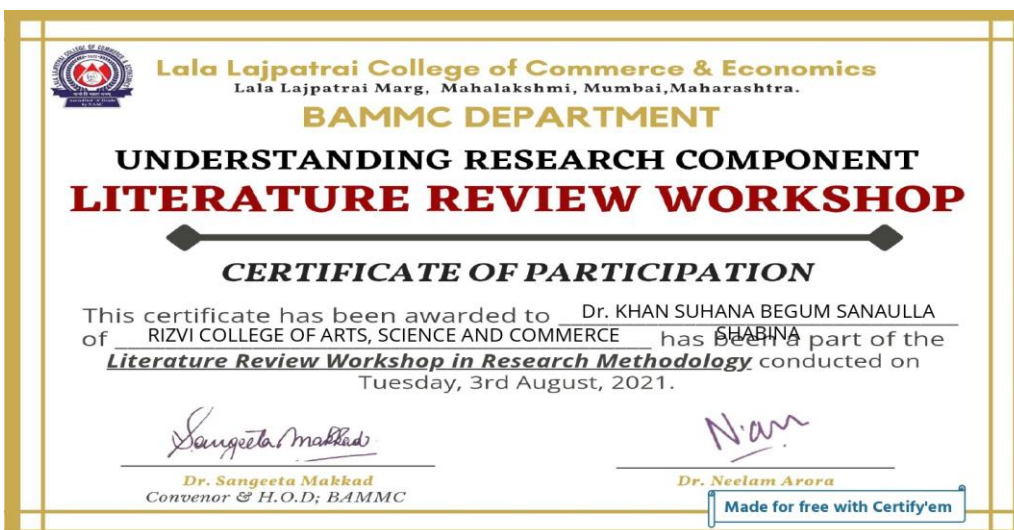 Lala Lajpatrai College of Commerce & Economics
Lala Lajpatrai Marg, Mahalakshmi, Mumbai,Maharashtra.
BAMMC DEPARTMENT
UNDERSTANDING RESEARCH COMPONENT
LITERATURE REVIEW WORKSHOP
CERTIFICATE OF PARTICIPATION
This certificate has been awarded to Dr. KHAN SUHANA BEGUM SANAULLA SHABINA
of RIZVI COLLEGE OF ARTS, SCIENCE AND COMMERCE has been a part of the
Literature Review Workshop in Research Methodology conducted on
Tuesday, 3rd August, 2021.
Sangeeta Makkad
Dr. Sangeeta Makkad
Convenor & H.O.D; BAMMC
Dr. Neelam Arora
Made for free with Certify'em